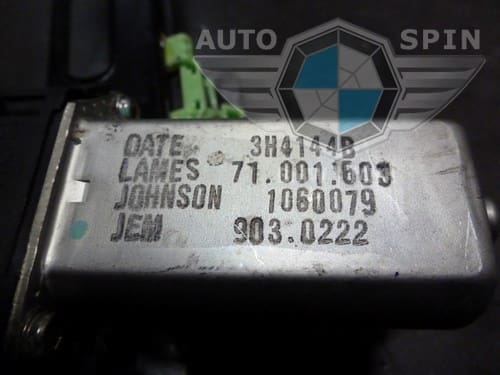 AUTO SPIN
DATE 3H4144B
LAMES 71.001.603
JOHNSON 1060079
JEM 903.0222